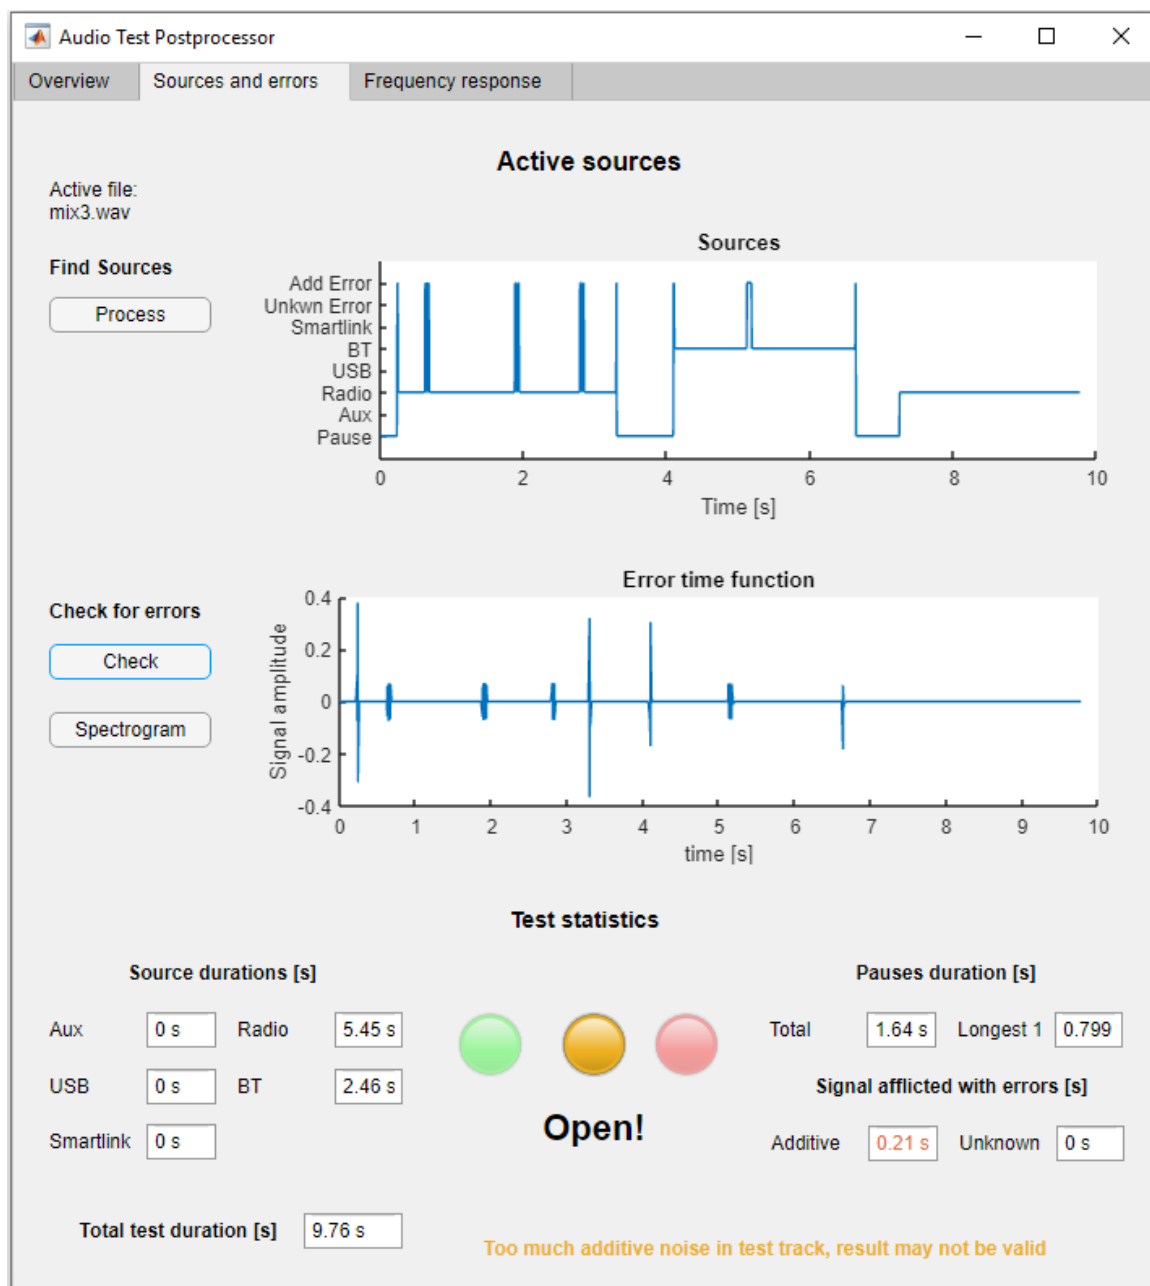 Audio Test Postprocessor
Overview
Sources and errors
Frequency response
Active sources
Active file:
mix3.wav
Find Sources
Process
Sources
Add Error
Unkwn Error
Smartlink
BT
USB
Radio
Aux
Pause
0 2 4 6 8 10
Time [s]
Check for errors
Check
Spectrogram
Error time function
Signal amplitude
0.4
0.2
0
-0.2
-0.4
0 1 2 3 4 5 6 7 8 9 10
time [s]
Test statistics
Source durations [s]
Aux 0 s Radio 5.45 s
USB 0 s BT 2.46 s
Smartlink 0 s
Total test duration [s] 9.76 s
Open!
Pauses duration [s]
Total 1.64 s Longest 1 0.799
Signal afflicted with errors [s]
Additive 0.21 s Unknown 0 s
Too much additive noise in test track, result may not be valid